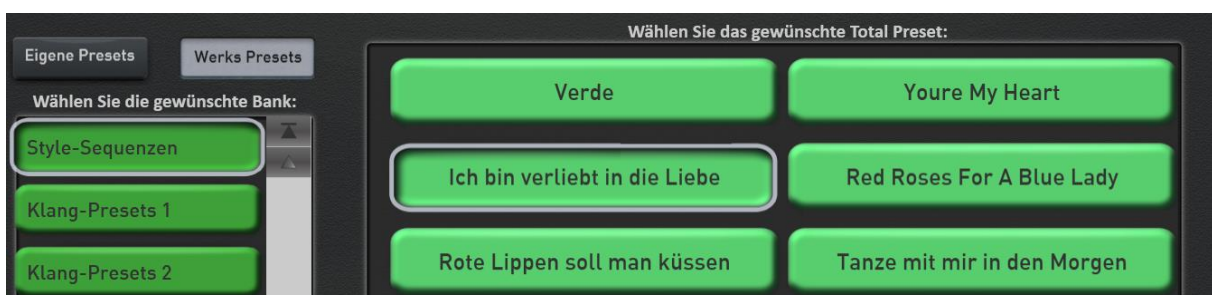 Eigene Presets
Werks Presets
Wählen Sie die gewünschte Bank:
Style-Sequenzen
Klang-Presets 1
Klang-Presets 2
Wählen Sie das gewünschte Total Preset:
Verde
Youre My Heart
Ich bin verliebt in die Liebe
Red Roses For A Blue Lady
Rote Lippen soll man küssen
Tanze mit mir in den Morgen